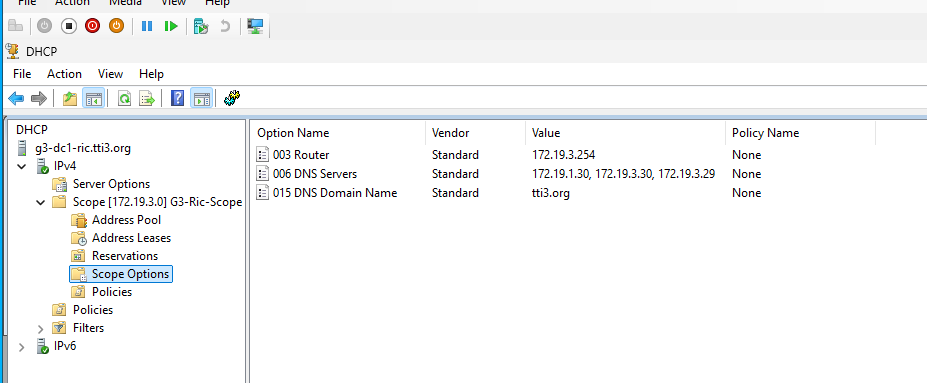 File Action Media View Help
DHCP
File Action View Help
DHCP
g3-dc1-ric.tti3.org
IPv4
Server Options
Scope [172.19.3.0] G3-Ric-Scope
Address Pool
Address Leases
Reservations
Scope Options
Policies
Policies
Filters
IPv6
Option Name Vendor Value Policy Name
003 Router Standard 172.19.3.254 None
006 DNS Servers Standard 172.19.1.30, 172.19.3.30, 172.19.3.29 None
015 DNS Domain Name Standard tti3.org None